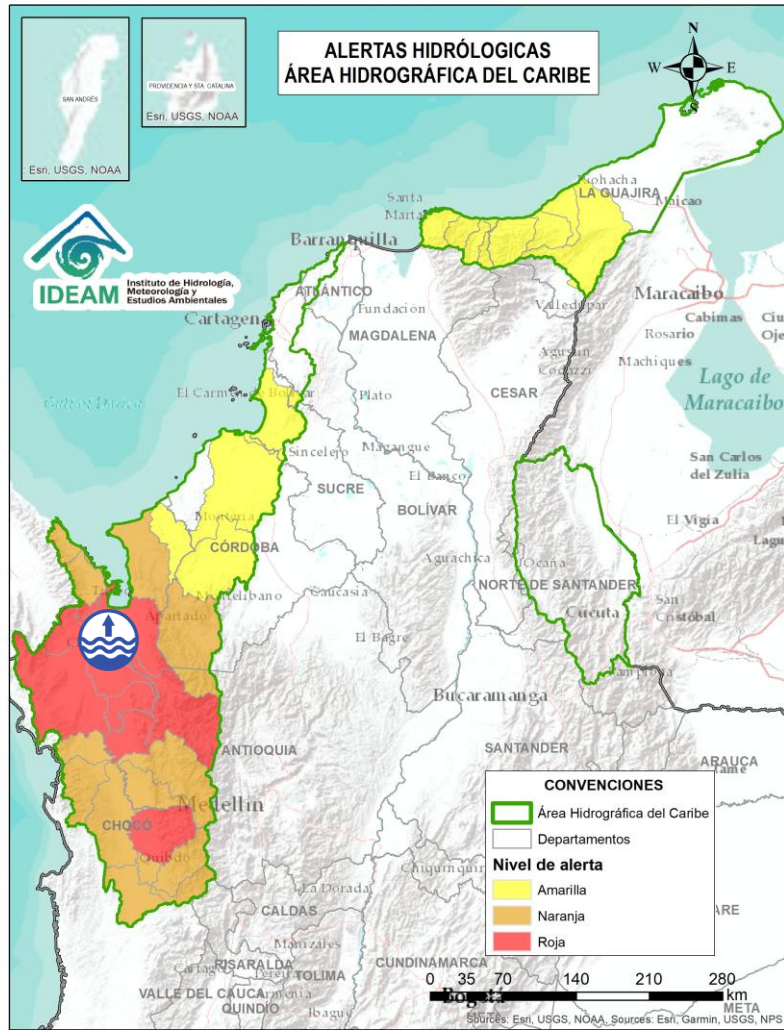 ALERTAS HIDRÓLOGICAS
ÁREA HIDROGRÁFICA DEL CARIBE
N
W
E
S
SAN ANDRÉS
PROVIDENCIA Y STA. CATALINA
Esri, USGS, NOAA
: Esri, USGS, NOAA
IDEAM
Instituto de Hidrología,
Meteorología y
Estudios Ambientales
Santa
Marta
LA GUAJIRA
Maicao
Barranquilla
ATLÁNTICO
Fundación
Valledupar
Maracaibo
Cabimas
Rosario
Cartagen
MAGDALENA
Agustín
Codazzi
Machiques
CESAR
Lago de
Maracaibo
El Carmen de Bolívar
Plato
Sincelejo
Magangue
San Carlos
del Zulia
El Banco
SUCRE
BOLÍVAR
Montería
CÓRDOBA
El Vigía
Aguachica
Ocaña
NORTE DE SANTANDER
Montelíbano
Caucasia
Cucuta
San
Cristóbal
Apartadó
El Bagre
Bucaramanga
ANTIOQUIA
SANTANDER
ARAUCA
Medellín
CHOCÓ
Quibdó
La Dorada
CALDAS
Manizales
RISARALDA
TOLIMA
CUNDINAMARCA
VALLE DEL CAUCA
Armenia
QUINDÍO
Ibagué
Bogotá
META
META
CONVENCIONES
Área Hidrográfica del Caribe
Departamentos
Nivel de alerta
Amarilla
Naranja
Roja
0 35 70 140 210 280
km
Sources: Esri, USGS, NOAA, Sources: Esri, Garmin, USGS, NPS